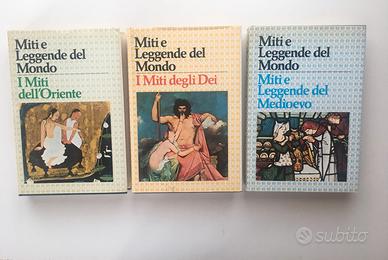 Miti e
Leggende del
Mondo
I Miti
dell'Oriente
Miti e
Leggende del
Mondo
I Miti degli Dei
Miti e
Leggende del
Mondo
Miti e
Leggende del
Medioevo
subito